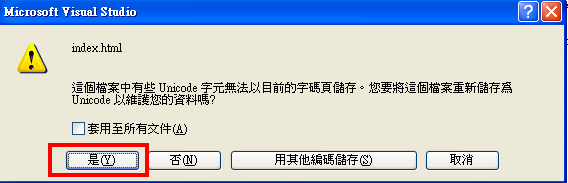 Microsoft Visual Studio
index.html
這個檔案中有些 Unicode 字元無法以目前的字碼頁儲存。您要將這個檔案重新儲存為
Unicode 以維護您的資料嗎?
套用至所有文件(A)
是(Y) 否(N) 用其他編碼儲存(S) 取消